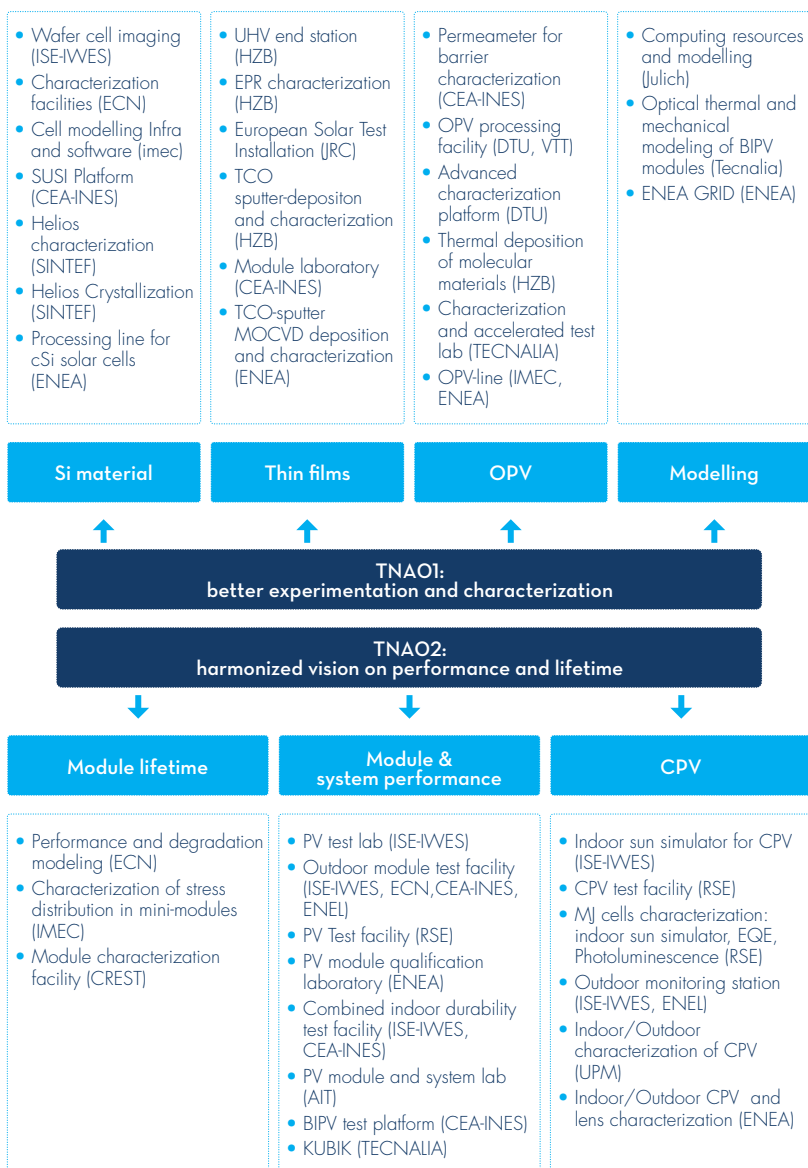 • Wafer cell imaging
(ISE-IWES)
• Characterization
facilities (ECN)
• Cell modelling Infra
and software (imec)
• SUSI Platform
(CEA-INES)
• Helios
characterization
(SINTEF)
• Helios Crystallization
(SINTEF)
• Processing line for
cSi solar cells
(ENEA)
• UHV end station
(HZB)
• EPR characterization
(HZB)
• European Solar Test
Installation (JRC)
• TCO
sputter-depositon
and characterization
(HZB)
• Module laboratory
(CEA-INES)
• TCO-sputter
MOCVD deposition
and characterization
(ENEA)
• Permeameter for
barrier
characterization
(CEA-INES)
• OPV processing
facility (DTU, VTT)
• Advanced
characterization
platform (DTU)
• Thermal deposition
of molecular
materials (HZB)
• Characterization
and accelerated test
lab (TECNALIA)
• OPV-line (IMEC,
ENEA)
• Computing resources
and modelling
(Julich)
• Optical thermal and
mechanical
modeling of BIPV
modules (Tecnalia)
• ENEA GRID (ENEA)
Si material
Thin films
OPV
Modelling
TNA01:
better experimentation and characterization
TNA02:
harmonized vision on performance and lifetime
Module lifetime
Module &
system performance
CPV
• Performance and degradation
modeling (ECN)
• Characterization of stress
distribution in mini-modules
(IMEC)
• Module characterization
facility (CREST)
• PV test lab (ISE-IWES)
• Outdoor module test facility
(ISE-IWES, ECN,CEA-INES,
ENEL)
• PV Test facility (RSE)
• PV module qualification
laboratory (ENEA)
• Combined indoor durability
test facility (ISE-IWES,
CEA-INES)
• PV module and system lab
(AIT)
• BIPV test platform (CEA-INES)
• KUBIK (TECNALIA)
• Indoor sun simulator for CPV
(ISE-IWES)
• CPV test facility (RSE)
• MJ cells characterization:
indoor sun simulator, EQE,
Photoluminescence (RSE)
• Outdoor monitoring station
(ISE-IWES, ENEL)
• Indoor/Outdoor
characterization of CPV
(UPM)
• Indoor/Outdoor CPV and
lens characterization (ENEA)